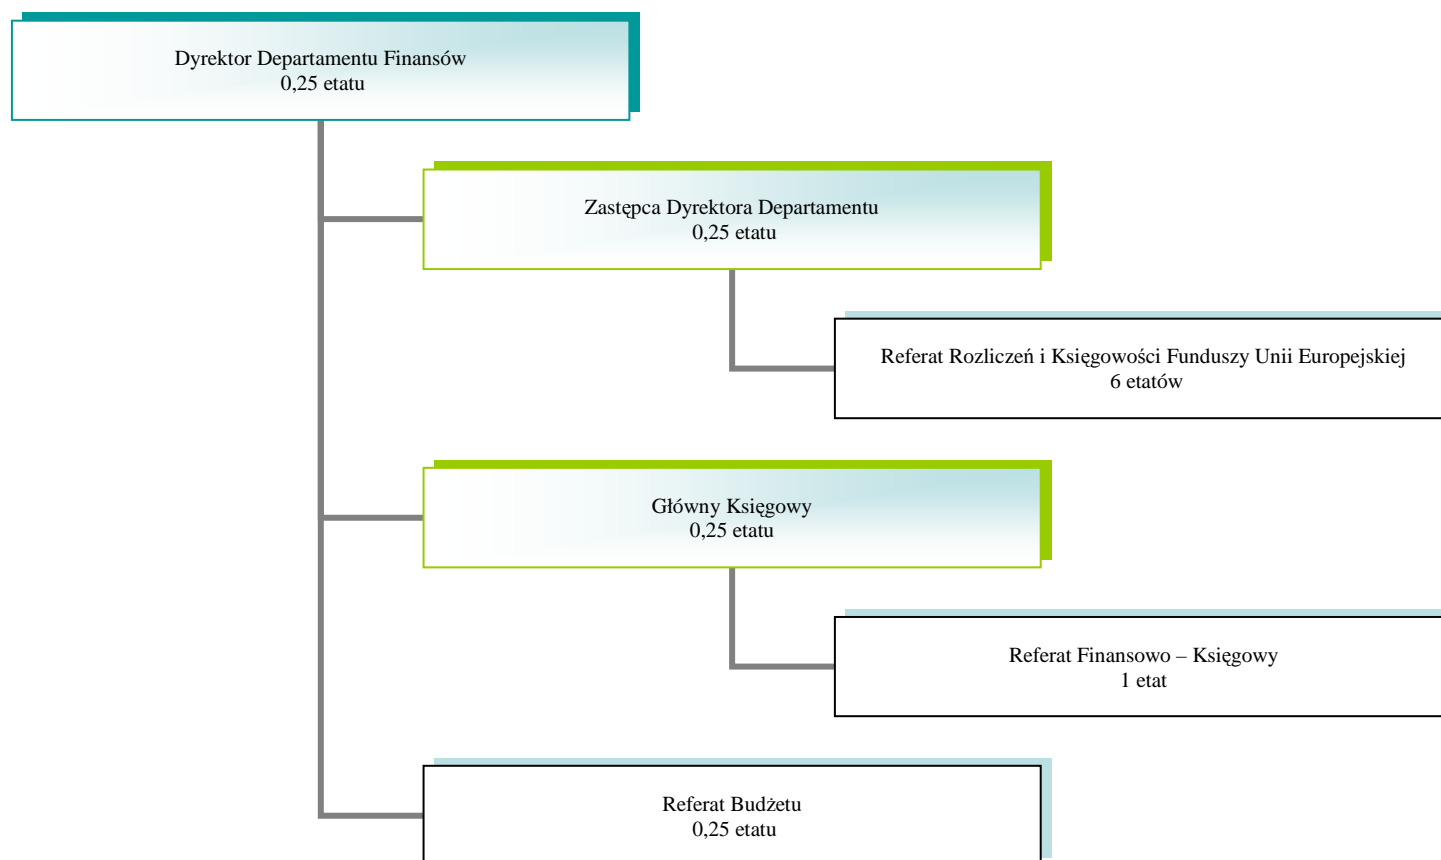 Dyrektor Departamentu Finansów
0,25 etatu
Zastępca Dyrektora Departamentu
0,25 etatu
Referat Rozliczeń i Księgowości Funduszy Unii Europejskiej
6 etatów
Główny Księgowy
0,25 etatu
Referat Finansowo – Księgowy
1 etat
Referat Budżetu
0,25 etatu